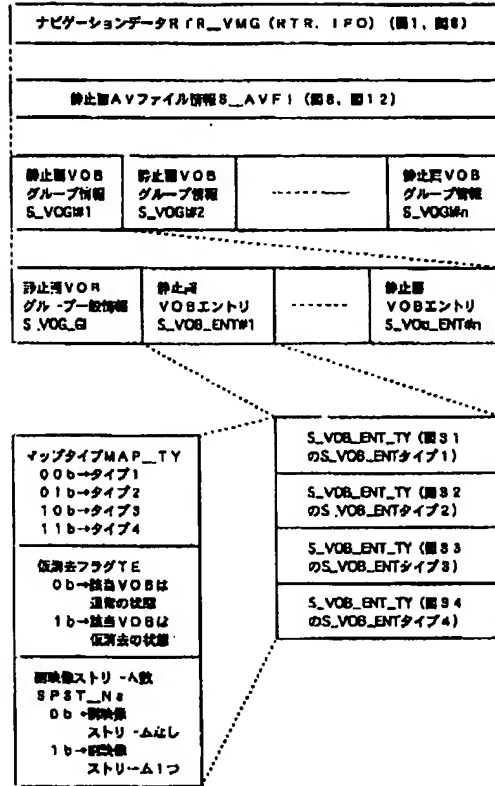 ナビゲーションデータRTR__VMG (RTR. IFO) (図1、図8)
静止画AVファイル情報S__AVFI (図8、図12)
静止画VOB
グループ情報
S_VOGI#1
静止画VOB
グループ情報
S_VOGI#2
静止画VOB
グループ情報
S_VOGI#n
静止画VOB
グループ一般情報
S_VOG_GI
静止画
VOBエントリ
S_VOB_ENT#1
静止画
VOBエントリ
S_VOB_ENT#n
S_VOB_ENT_TY (図31
のS_VOB_ENTタイプ1)
S_VOB_ENT_TY (図32
のS_VOB_ENTタイプ2)
S_VOB_ENT_TY (図33
のS_VOB_ENTタイプ3)
S_VOB_ENT_TY (図34
のS_VOB_ENTタイプ4)
マップタイプMAP__TY
00b→タイプ1
01b→タイプ2
10b→タイプ3
11b→タイプ4
仮消去フラグTE
0b→該当VOBは
通常の状態
1b→該当VOBは
仮消去の状態
副映像ストリーム数
SPST__Ns
0b→副映像
ストリームなし
1b→副映像
ストリーム1つ